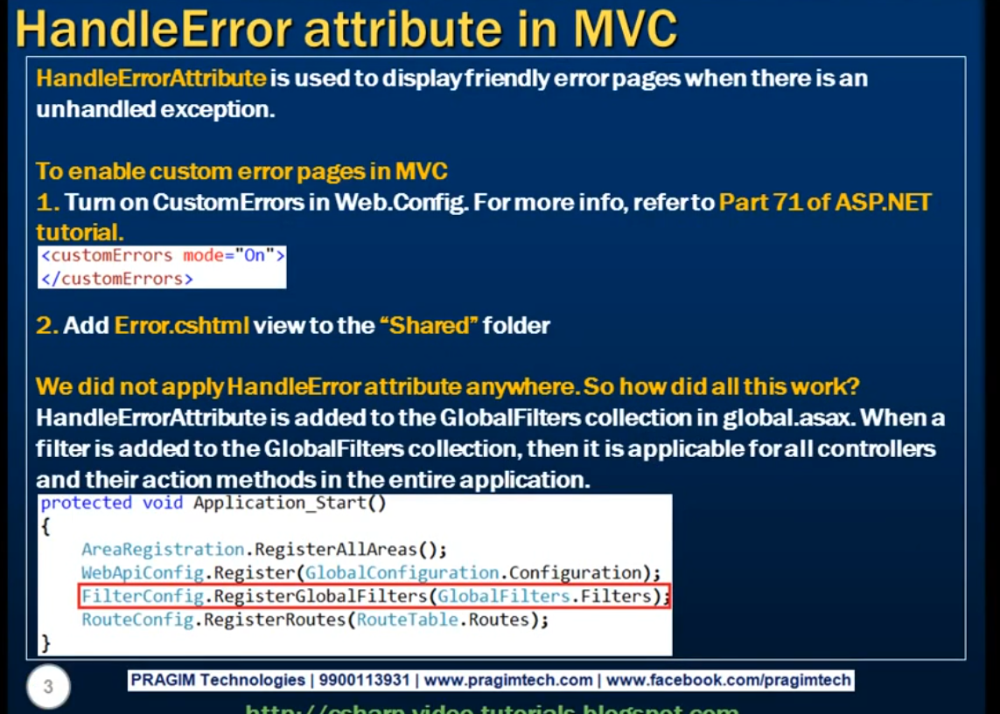 HandleError attribute in MVC
HandleErrorAttribute is used to display friendly error pages when there is an
unhandled exception.
To enable custom error pages in MVC
1. Turn on CustomErrors in Web.Config. For more info, refer to Part 71 of ASP.NET
tutorial.
<customErrors mode="On">
</customErrors>
2. Add Error.cshtml view to the “Shared” folder
We did not apply HandleError attribute anywhere. So how did all this work?
HandleErrorAttribute is added to the GlobalFilters collection in global.asax. When a
filter is added to the GlobalFilters collection, then it is applicable for all controllers
and their action methods in the entire application.
protected void Application_Start()
{
AreaRegistration.RegisterAllAreas();
WebApiConfig.Register(GlobalConfiguration.Configuration);
FilterConfig.RegisterGlobalFilters(GlobalFilters.Filters);
RouteConfig.RegisterRoutes(RouteTable.Routes);
}
3
PRAGIM Technologies | 9900113931 | www.pragimtech.com | www.facebook.com/pragimtech
http://csharp-video-tutorials.blogspot.com